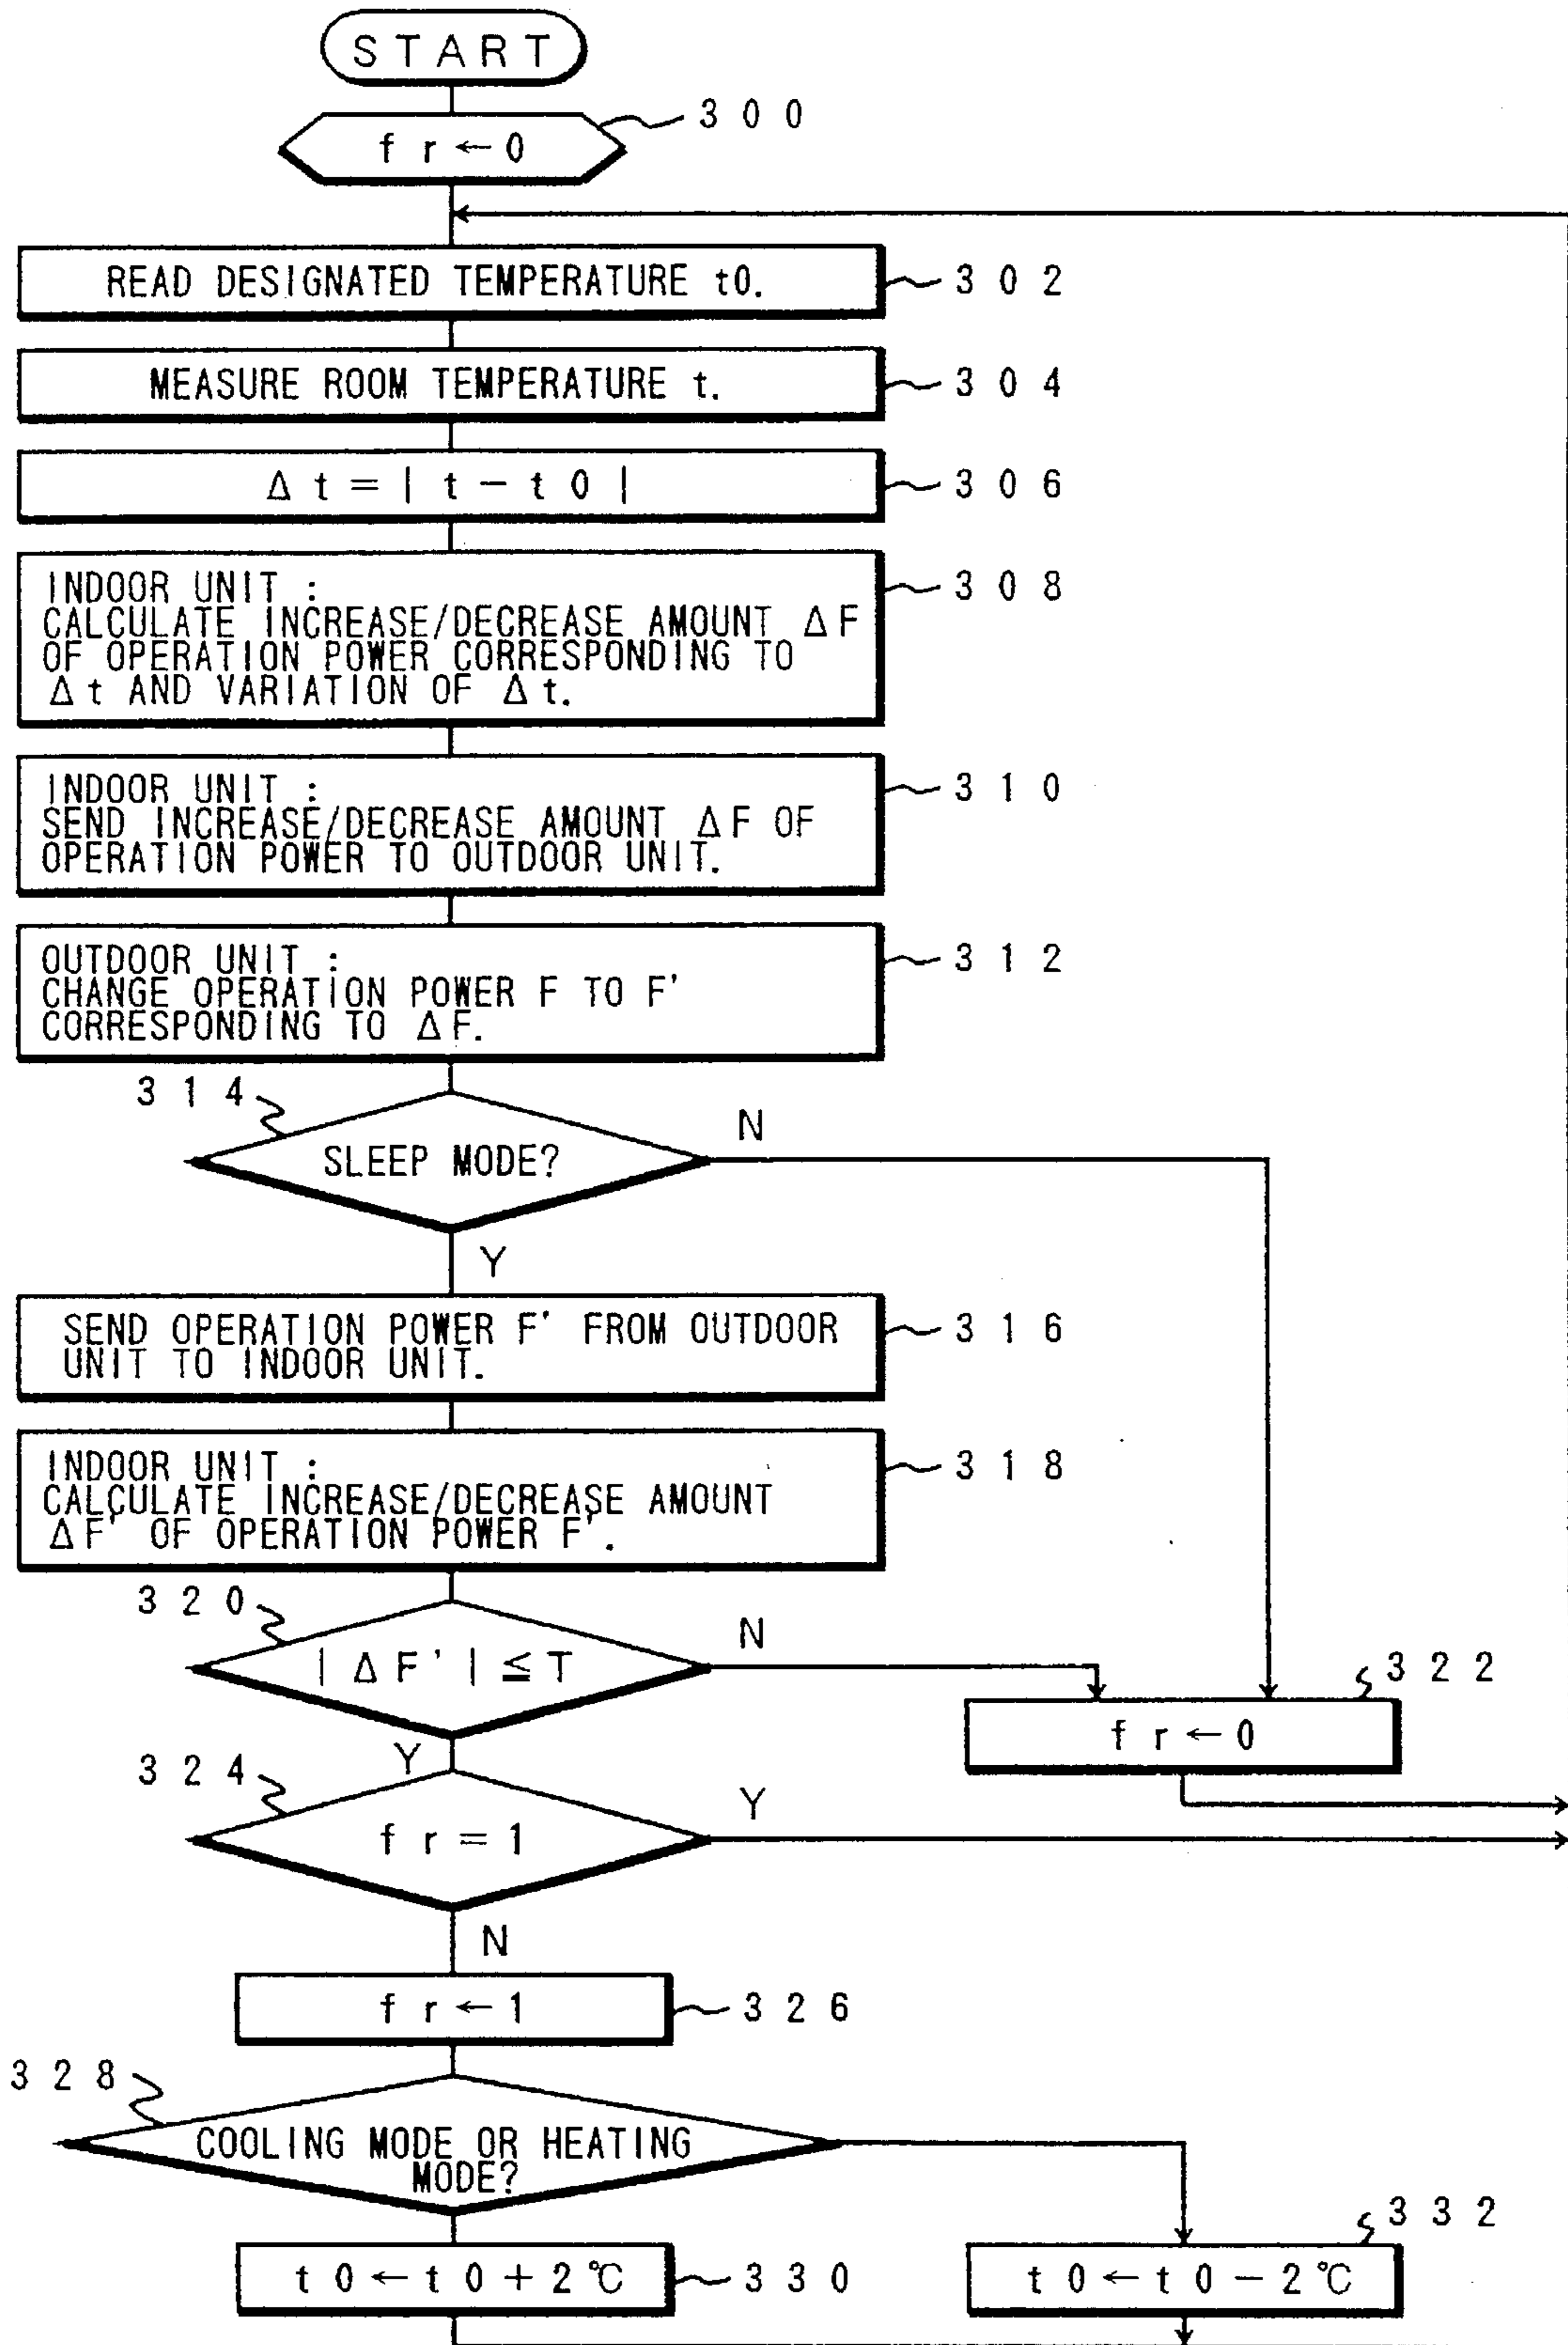 START
fr←0
300
READ DESIGNATED TEMPERATURE t0.
302
MEASURE ROOM TEMPERATURE t.
304
Δt=|t-t0|
306
INDOOR UNIT :
CALCULATE INCREASE/DECREASE AMOUNT ΔF
OF OPERATION POWER CORRESPONDING TO
Δt AND VARIATION OF Δt.
308
INDOOR UNIT :
SEND INCREASE/DECREASE AMOUNT ΔF OF
OPERATION POWER TO OUTDOOR UNIT.
310
OUTDOOR UNIT :
CHANGE OPERATION POWER F TO F'
CORRESPONDING TO ΔF.
312
314
SLEEP MODE?
N
Y
SEND OPERATION POWER F' FROM OUTDOOR
UNIT TO INDOOR UNIT.
316
INDOOR UNIT :
CALCULATE INCREASE/DECREASE AMOUNT
ΔF' OF OPERATION POWER F'.
318
320
|ΔF'|≦T
N
Y
322
fr←0
324
fr=1
Y
N
fr←1
326
328
COOLING MODE OR HEATING
MODE?
t0←t0+2℃
330
332
t0←t0-2℃